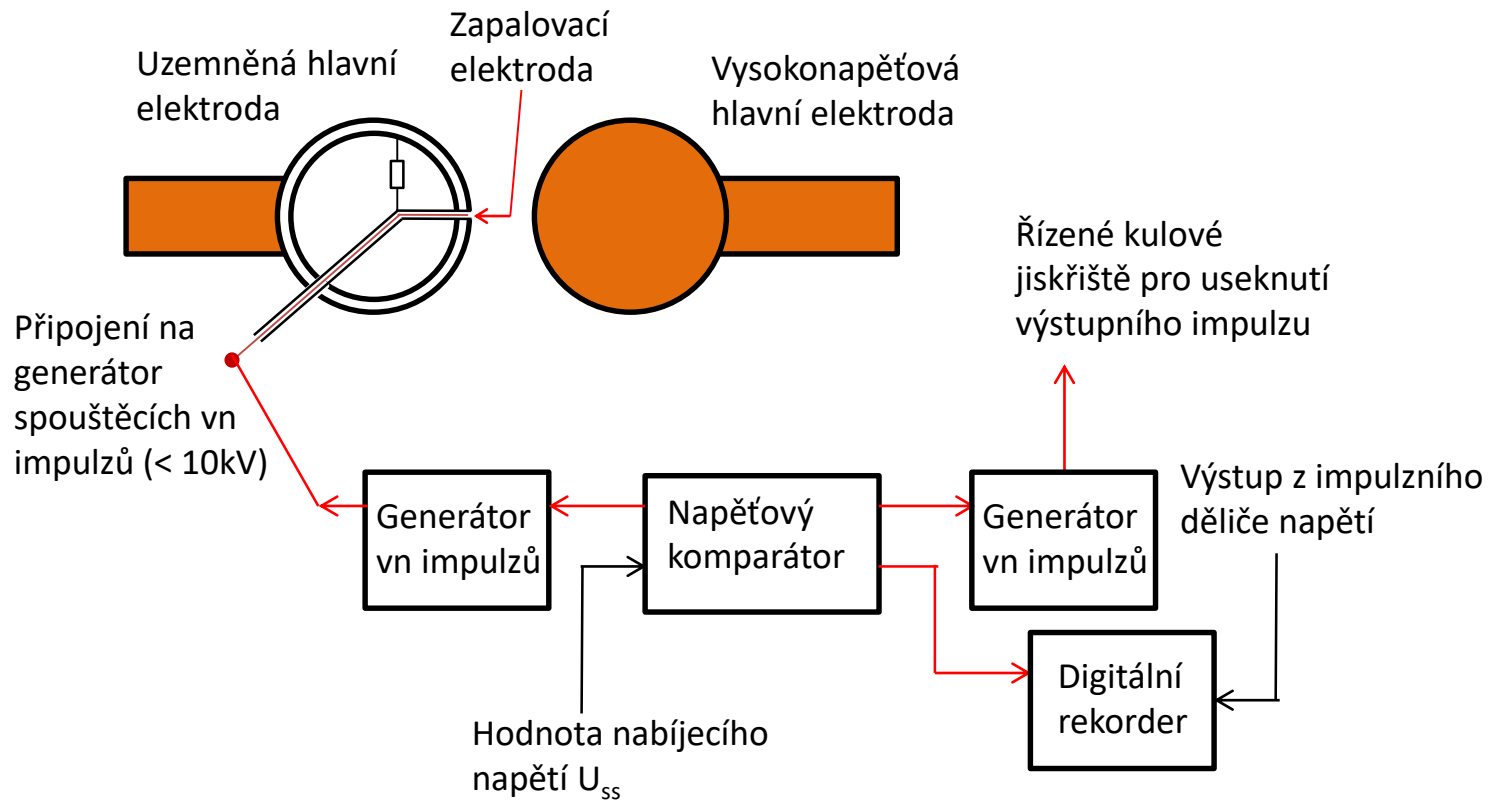 Uzemněná hlavní
elektroda
Zapalovací
elektroda
Vysokonapěťová
hlavní elektroda
Řízené kulové
jiskřiště pro useknutí
výstupního impulzu
Připojení na
generátor
spouštěcích vn
impulzů (< 10kV)
Generátor
vn impulzů
Napěťový
komparátor
Generátor
vn impulzů
Výstup z impulzního
děliče napětí
Digitální
rekorder
Hodnota nabíjecího
napětí Uss